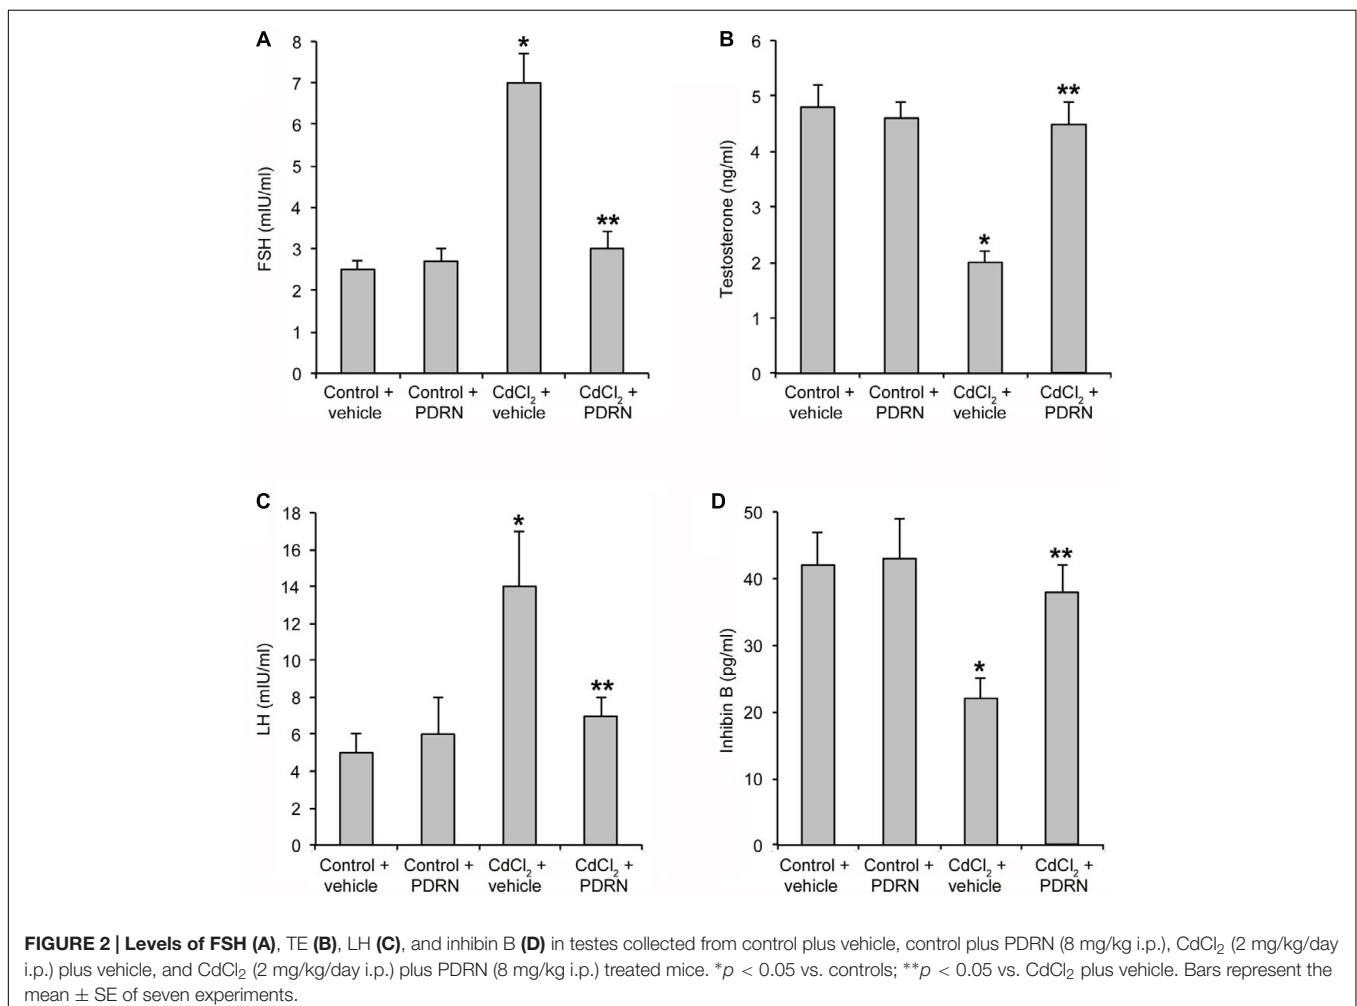 A
8
7
6
5
4
3
2
1
0
FSH (mIU/ml)
*
**
Control +
vehicle
Control +
PDRN
CdCl₂ +
vehicle
CdCl₂ +
PDRN
B
6
5
4
3
2
1
0
Testosterone (ng/ml)
*
**
Control +
vehicle
Control +
PDRN
CdCl₂ +
vehicle
CdCl₂ +
PDRN
C
18
16
14
12
10
8
6
4
2
0
LH (mIU/ml)
*
**
Control +
vehicle
Control +
PDRN
CdCl₂ +
vehicle
CdCl₂ +
PDRN
D
50
40
30
20
10
0
Inhibin B (pg/ml)
*
**
Control +
vehicle
Control +
PDRN
CdCl₂ +
vehicle
CdCl₂ +
PDRN
FIGURE 2 | Levels of FSH (A), TE (B), LH (C), and inhibin B (D) in testes collected from control plus vehicle, control plus PDRN (8 mg/kg i.p.), CdCl₂ (2 mg/kg/day
i.p.) plus vehicle, and CdCl₂ (2 mg/kg/day i.p.) plus PDRN (8 mg/kg i.p.) treated mice. *p < 0.05 vs. controls; **p < 0.05 vs. CdCl₂ plus vehicle. Bars represent the
mean ± SE of seven experiments.